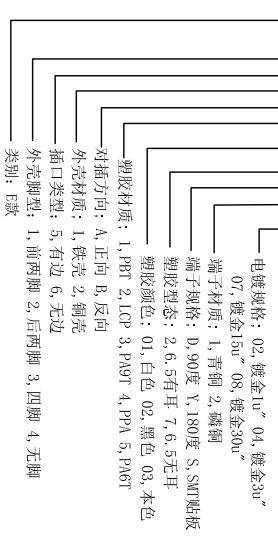 电镀规格: 02,镀金1u" 04,镀金3u"
07,镀金15u" 08,镀金30u"
端子材质: 1,青铜 2,磷铜
端子规格: D,90度 Y,180度 S,SMT贴板
塑胶型态: 2,6.5有耳 7,6.5无耳
塑胶颜色: 01,白色 02,黑色 03,本色
塑胶材质: 1,PBT 2,LCP 3,PA9T 4,PPA 5,PA6T
对插方向: A,正向 B,反向
外壳材质: 1,铁壳 2,铜壳
插口类型: 5,有边 6,无边
外壳脚型: 1,前两脚 2,后两脚 3,四脚 4,无脚
类别: E款